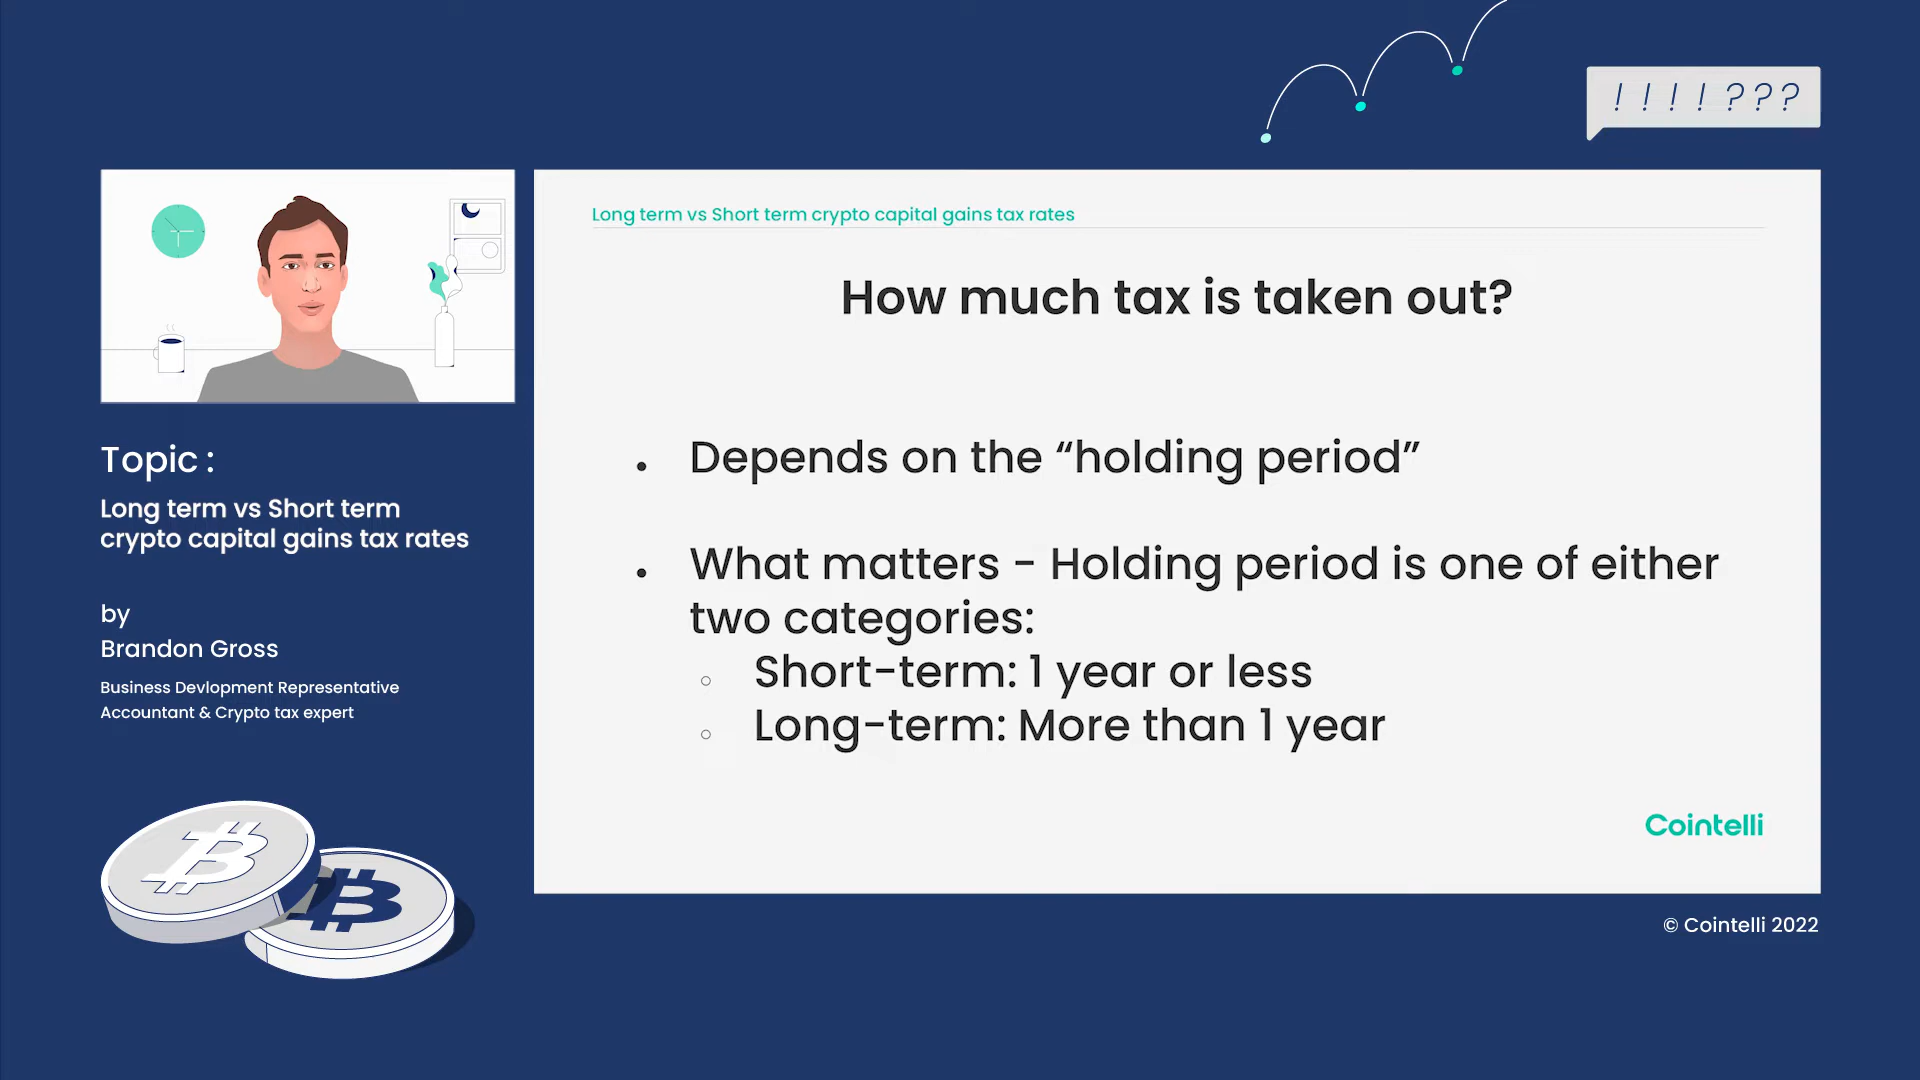 ! ! ! ! ? ? ?
Long term vs Short term crypto capital gains tax rates
How much tax is taken out?
• Depends on the “holding period”
• What matters - Holding period is one of either
two categories:
○ Short-term: 1 year or less
○ Long-term: More than 1 year
Cointelli
Topic :
Long term vs Short term
crypto capital gains tax rates
by
Brandon Gross
Business Devlopment Representative
Accountant & Crypto tax expert
© Cointelli 2022